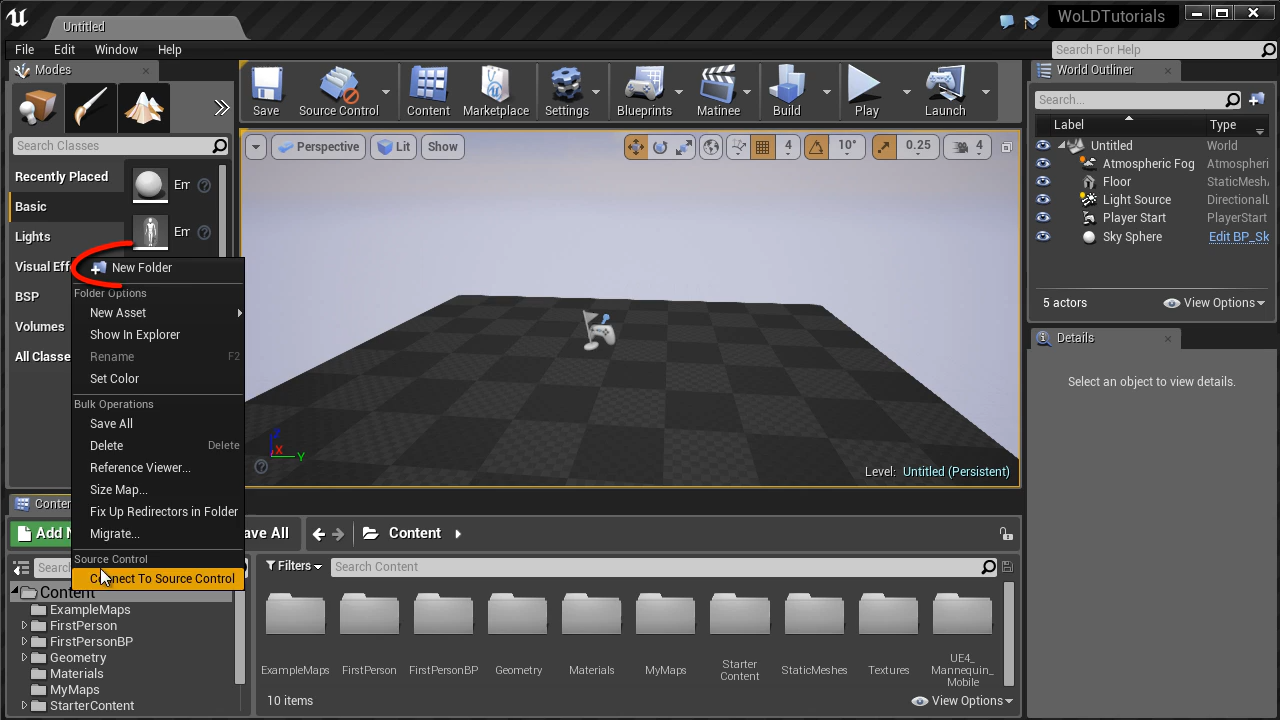 Untitled
WoLDTutorials
File Edit Window Help
Search For Help
Modes
Save
Source Control
Content
Marketplace
Settings
Blueprints
Matinee
Build
Play
Launch
World Outliner
Search...
Label Type
Untitled World
Atmospheric Fog Atmospheri
Floor StaticMesh
Light Source DirectionalL
Player Start PlayerStart
Sky Sphere Edit BP_Sk
5 actors View Options
Details
Select an object to view details.
Search Classes
Recently Placed
Basic
Lights
Visual Eff
BSP
Volumes
All Classe
Em
Em
Perspective Lit Show
4 10° 0.25 4
X Y
Level: Untitled (Persistent)
New Folder
Folder Options
New Asset
Show In Explorer
Rename F2
Set Color
Bulk Operations
Save All
Delete Delete
Reference Viewer...
Size Map...
Fix Up Redirectors in Folder
Migrate...
Source Control
Connect To Source Control
Conten
Add N
ave All
Content
Searc
Filters
Search Content
Content
ExampleMaps
FirstPerson
FirstPersonBP
Geometry
Materials
MyMaps
StarterContent
ExampleMaps
FirstPerson
FirstPersonBP
Geometry
Materials
MyMaps
Starter
Content
StaticMeshes
Textures
UE4_
Mannequin_
Mobile
10 items
View Options